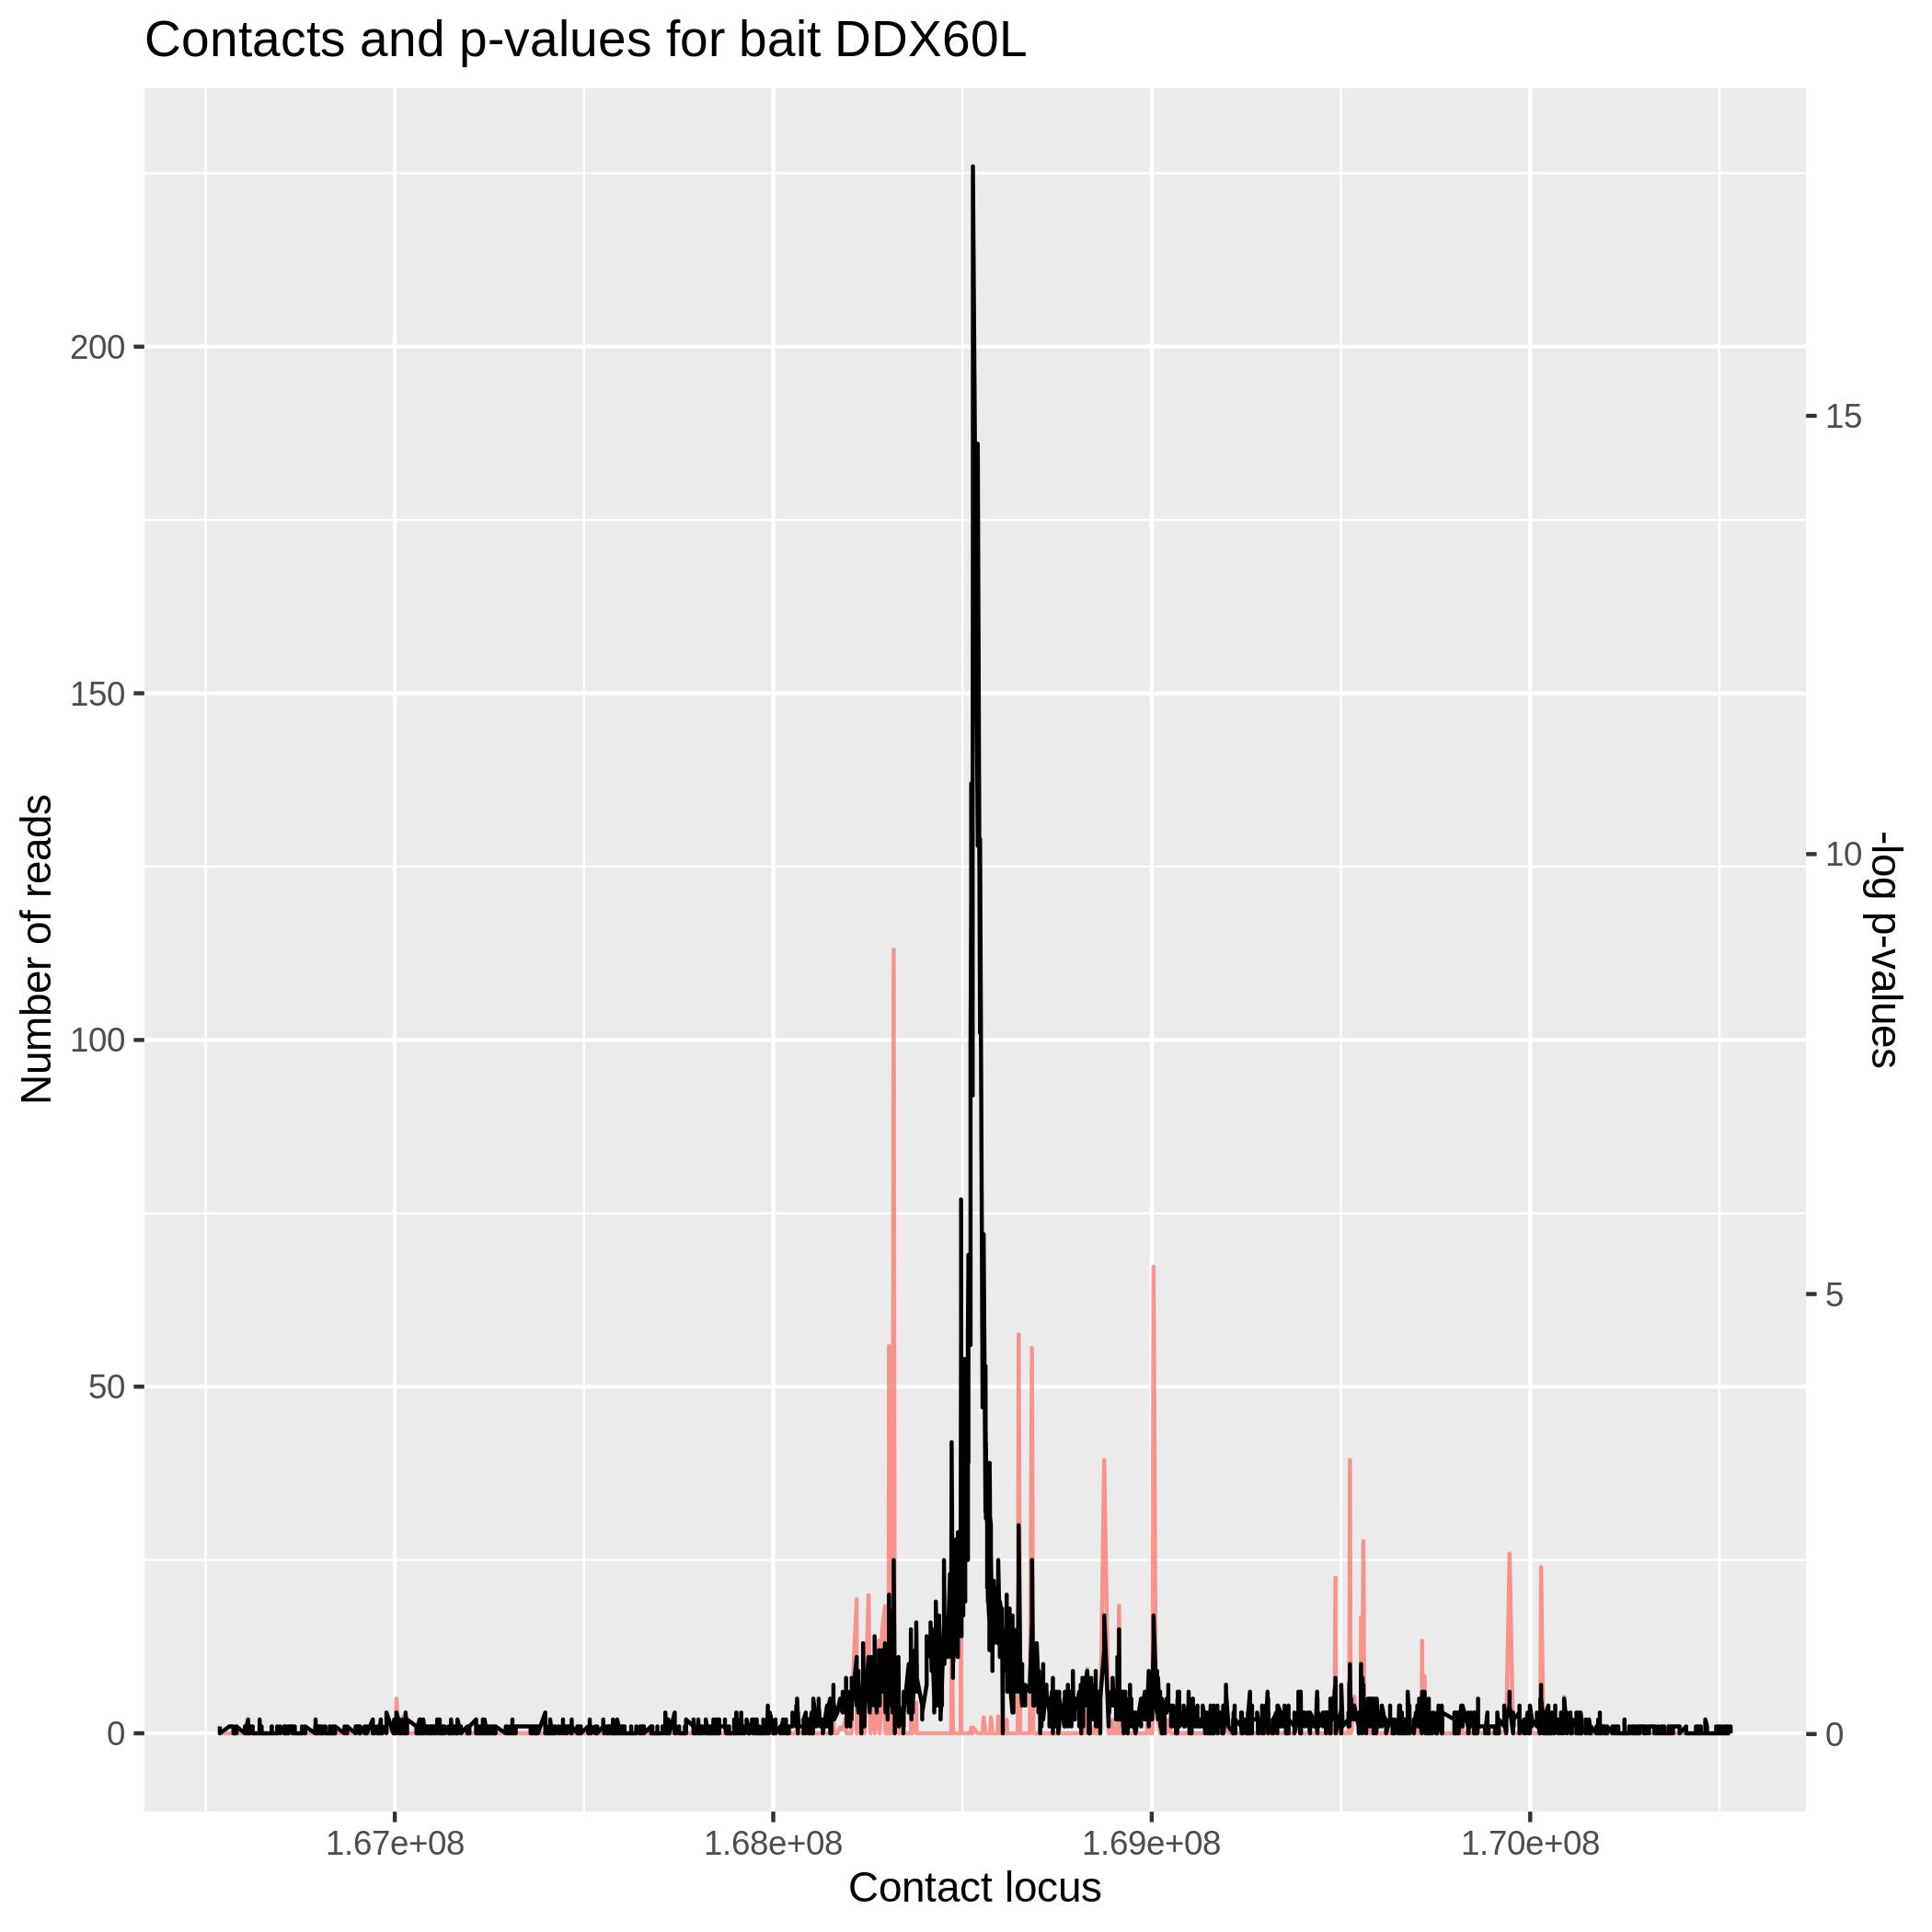 Contacts and p-values for bait DDX60L
Number of reads
200
150
100
50
0
15
10
5
0
-log p-values
1.67e+08 1.68e+08 1.69e+08 1.70e+08
Contact locus